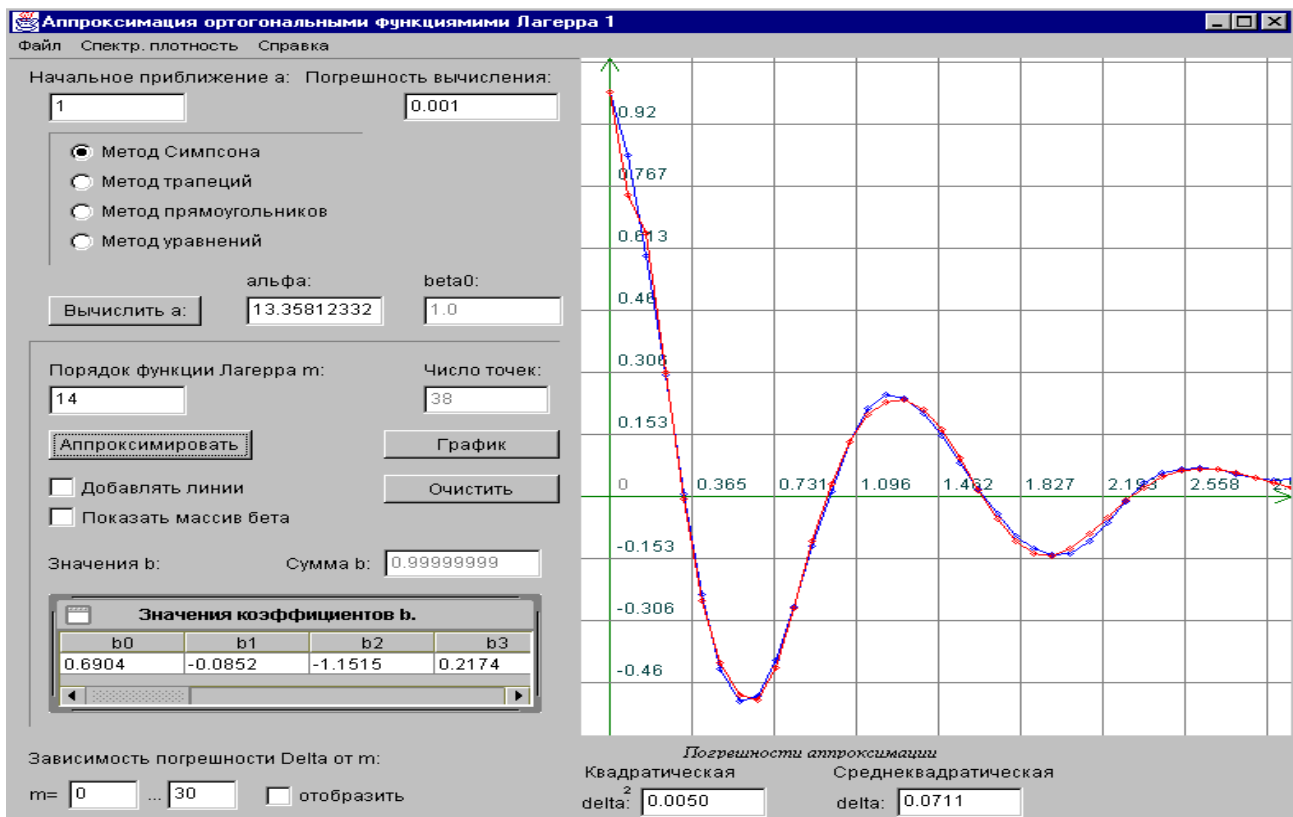 Аппроксимация ортогональными функциямими Лагерра 1
Файл Спектр. плотность Справка
Начальное приближение a: Погрешность вычисления:
1 0.001
Метод Симпсона
Метод трапеций
Метод прямоугольников
Метод уравнений
альфа: beta0:
Вычислить a: 13.35812332 1.0
Порядок функции Лагерра m: Число точек:
14 38
Аппроксимировать График
Добавлять линии Очистить
Показать массив бета
Значения b: Сумма b: 0.99999999
Значения коэффициентов b.
b0 b1 b2 b3
0.6904 -0.0852 -1.1515 0.2174
Зависимость погрешности Delta от m:
m= 0 ... 30 отобразить
0.92
0.767
0.613
0.46
0.306
0.153
0 0.365 0.731 1.096 1.462 1.827 2.193 2.558
-0.153
-0.306
-0.46
Погрешности аппроксимации
Квадратическая Среднеквадратическая
2
delta: 0.0050 delta: 0.0711